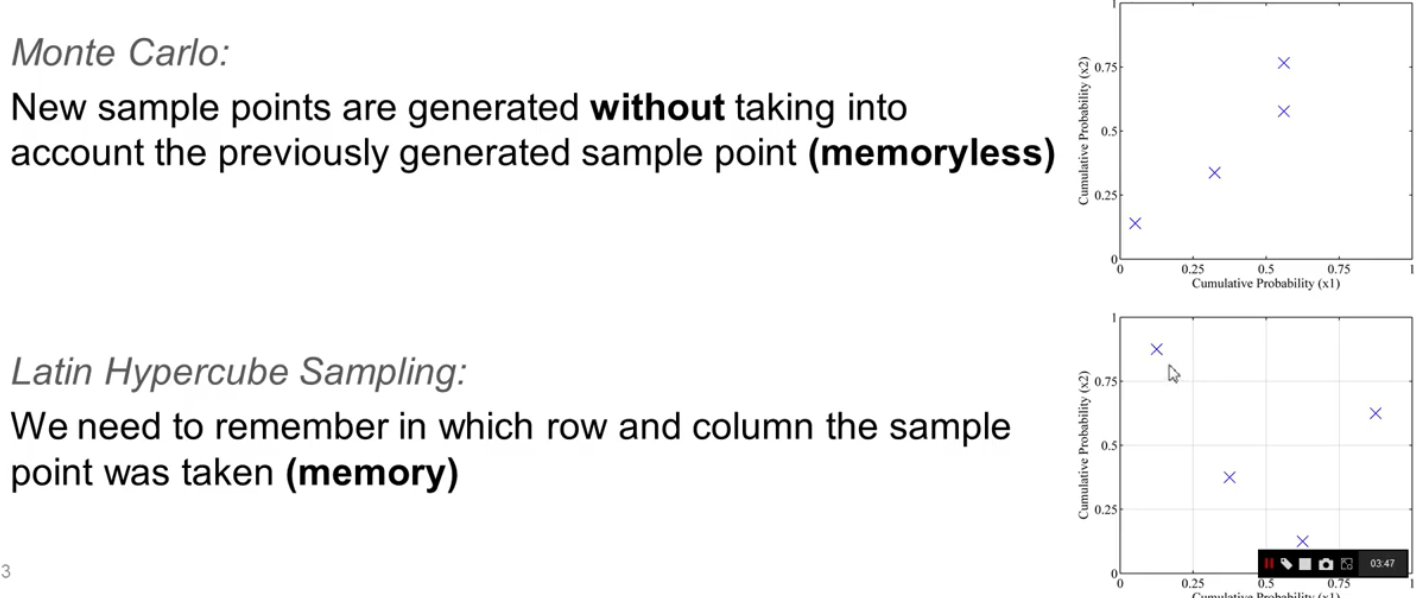 Monte Carlo:
New sample points are generated without taking into
account the previously generated sample point (memoryless)
1
0.75
0.5
0.25
0
0
0.25
0.5
0.75
1
Cumulative Probability (x2)
Cumulative Probability (x1)
Latin Hypercube Sampling:
We need to remember in which row and column the sample
point was taken (memory)
1
0.75
0.5
0.25
0
0
0.25
0.5
0.75
1
Cumulative Probability (x2)
Cumulative Probability (x1)
03:47
3